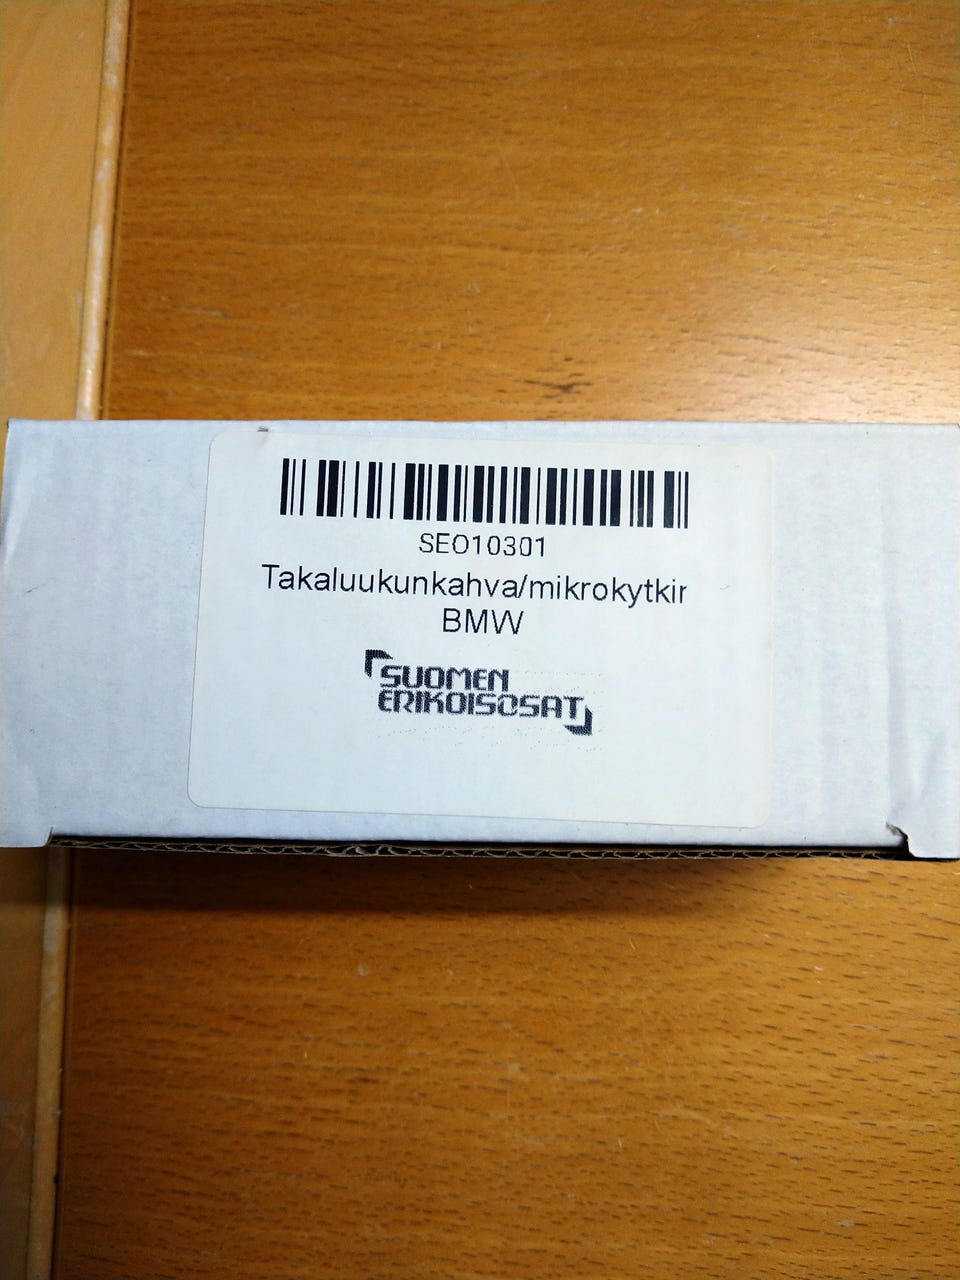 SEO10301
Takaluukunkahva/mikrokytkir
BMW
SUOMEN
ERIKOISOSAT